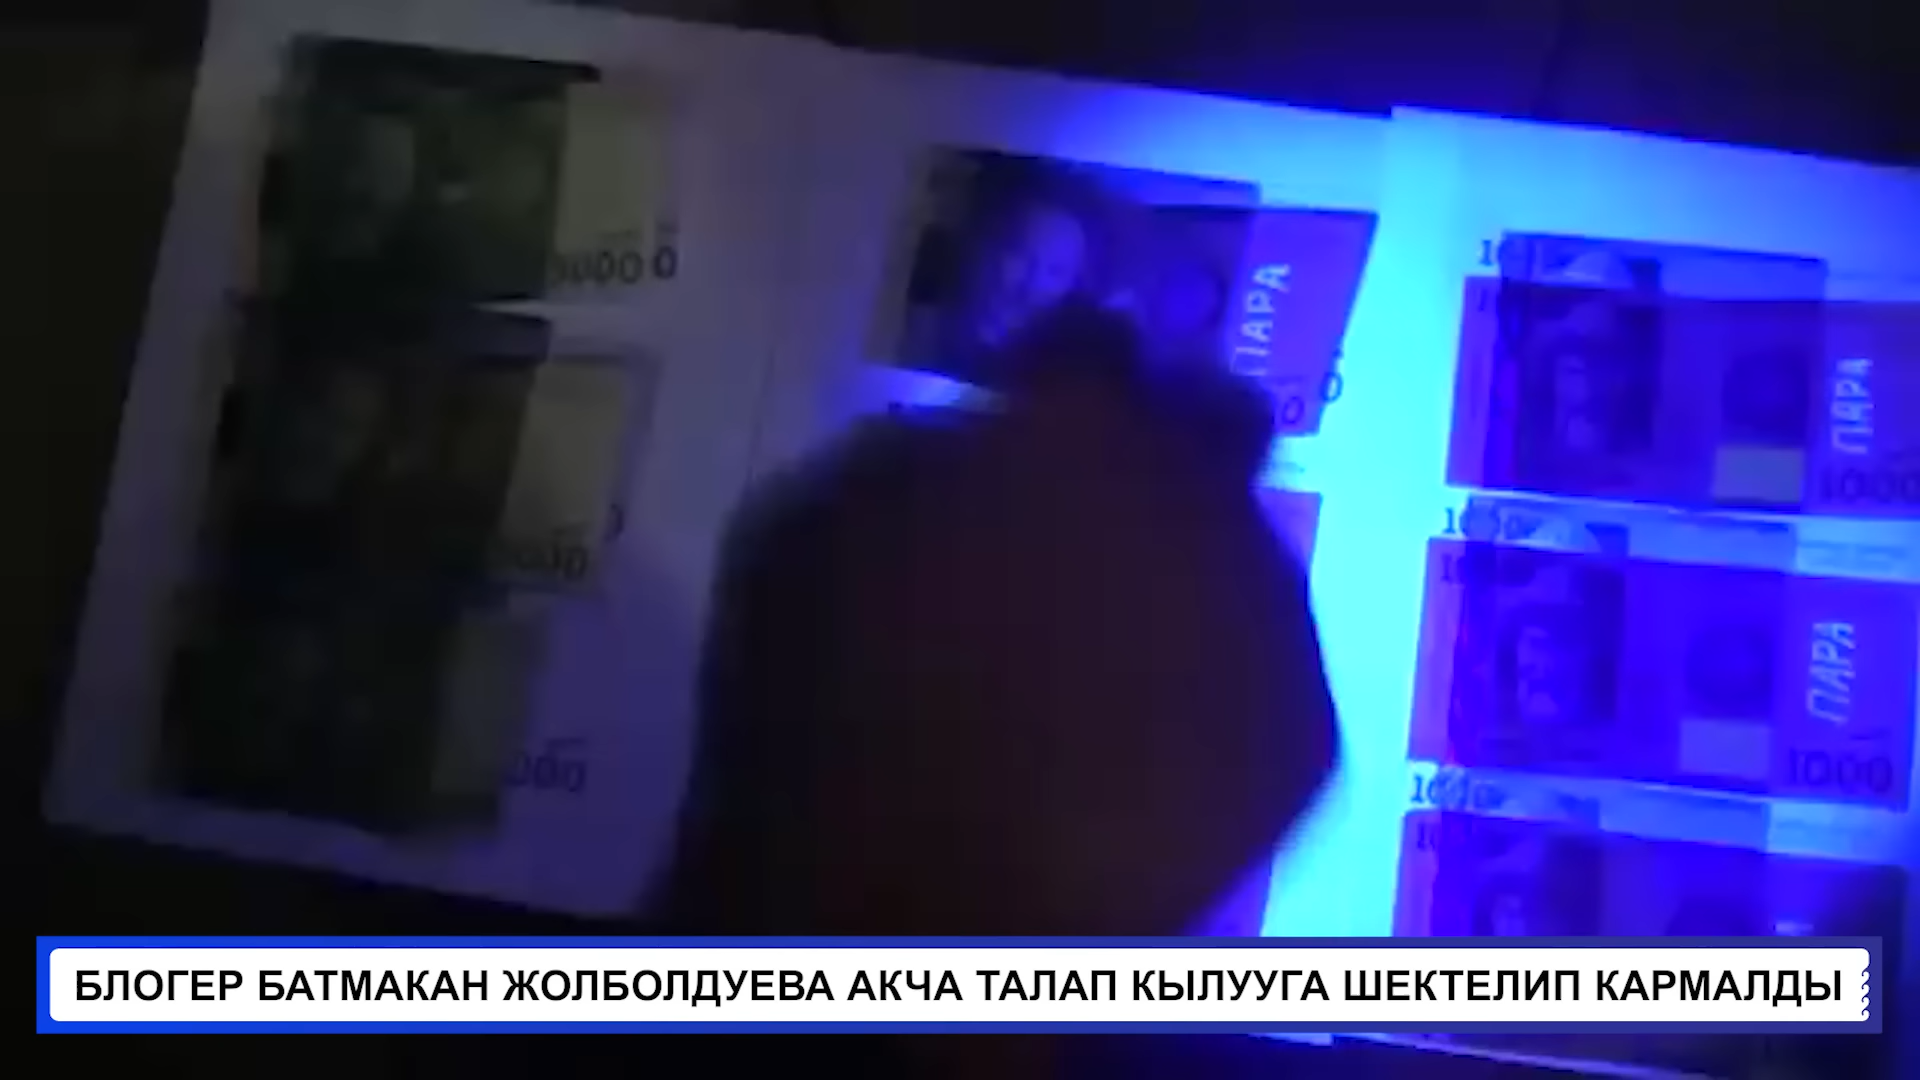 ПАРА
ПАРА
1000
ПАРА
1000
БЛОГЕР БАТМАКАН ЖОЛБОЛДУЕВА АКЧА ТАЛАП КЫЛУУГА ШЕКТЕЛИП КАРМАЛДЫ